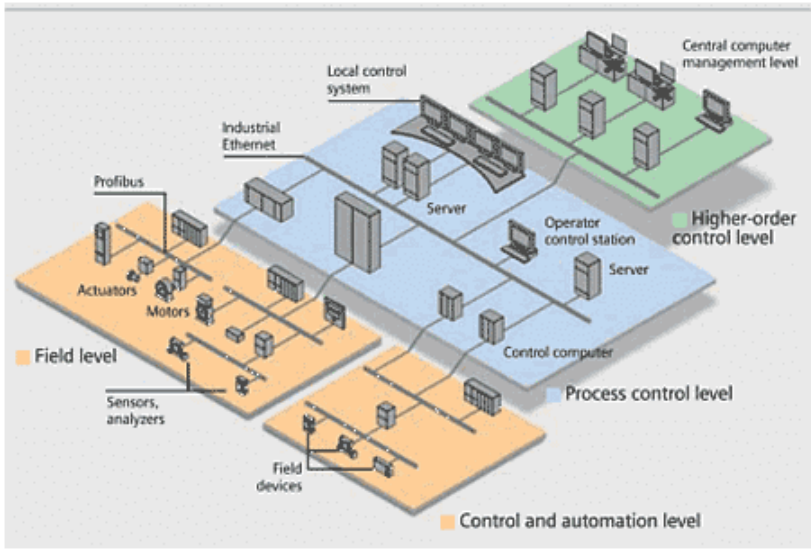 Central computer
management level
Local control
system
Industrial
Ethernet
Profibus
Server
Operator
control station
Higher-order
control level
Server
Actuators
Motors
Control computer
Field level
Process control level
Sensors,
analyzers
Field
devices
Control and automation level